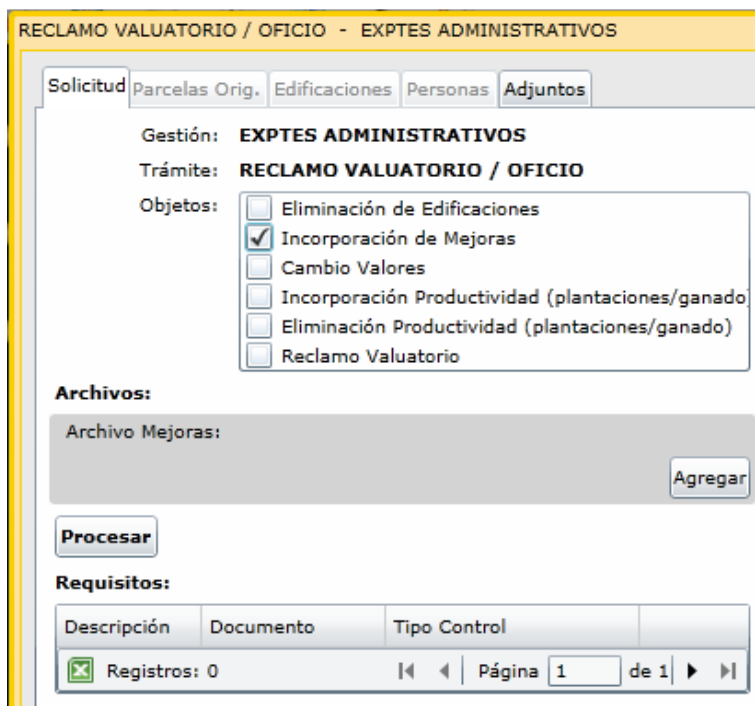 RECLAMO VALUATORIO / OFICIO - EXPTES ADMINISTRATIVOS
Solicitud Parcelas Orig. Edificaciones Personas Adjuntos
Gestión: EXPTES ADMINISTRATIVOS
Trámite: RECLAMO VALUATORIO / OFICIO
Objetos: Eliminación de Edificaciones
Incorporación de Mejoras
Cambio Valores
Incorporación Productividad (plantaciones/ganado)
Eliminación Productividad (plantaciones/ganado)
Reclamo Valuatorio
Archivos:
Archivo Mejoras:
Agregar
Procesar
Requisitos:
Descripción Documento Tipo Control
Registros: 0 Página 1 de 1